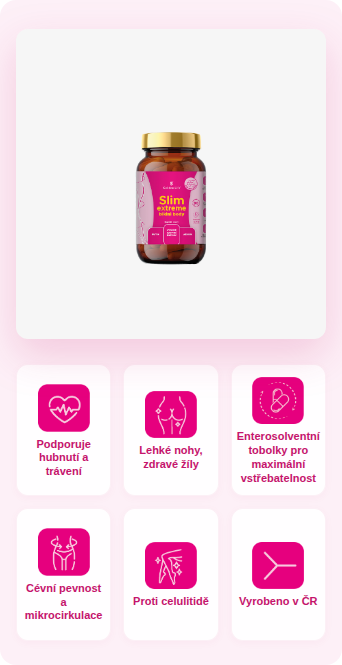 Slim
extreme
Podporuje
hubnutí a
trávení
Lehké nohy,
zdravé žíly
Enterosolventní
tobolky pro
maximální
vstřebatelnost
Cévní pevnost
a
mikrocirkulace
Proti celulitidě
Vyrobeno v ČR